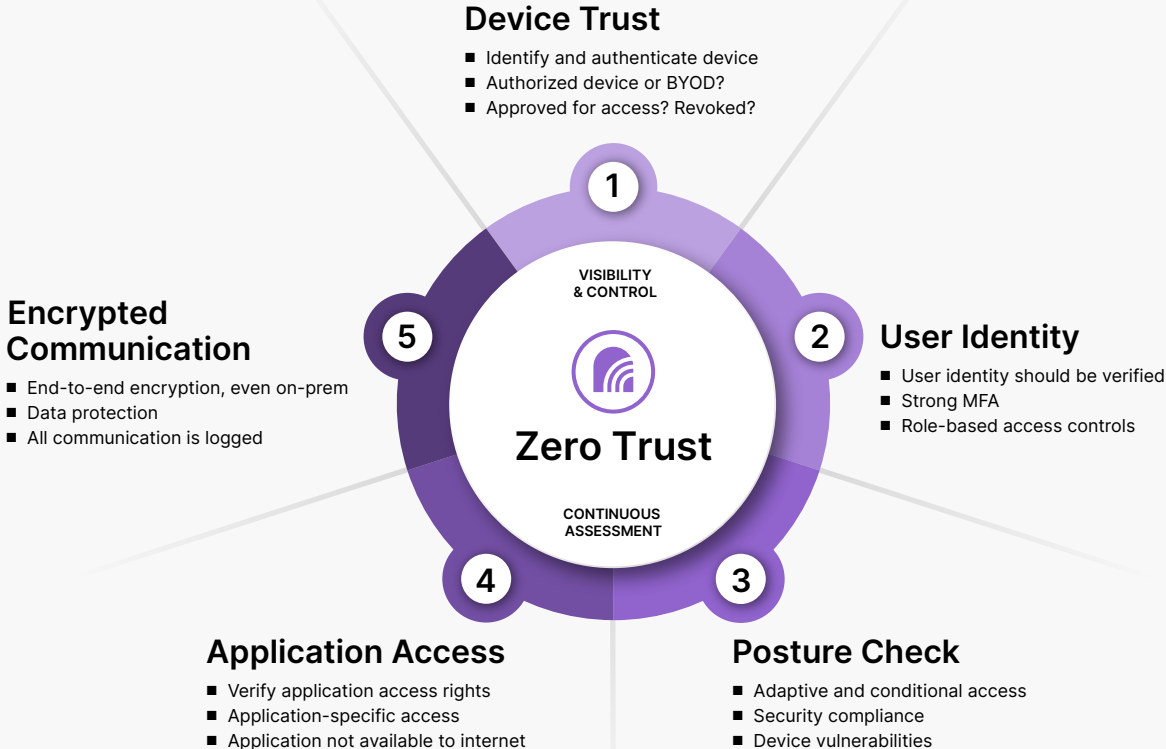 Device Trust
Identify and authenticate device
Authorized device or BYOD?
Approved for access? Revoked?
1
VISIBILITY
& CONTROL
Zero Trust
CONTINUOUS
ASSESSMENT
2
User Identity
User identity should be verified
Strong MFA
Role-based access controls
3
Posture Check
Adaptive and conditional access
Security compliance
Device vulnerabilities
4
Application Access
Verify application access rights
Application-specific access
Application not available to internet
5
Encrypted
Communication
End-to-end encryption, even on-prem
Data protection
All communication is logged